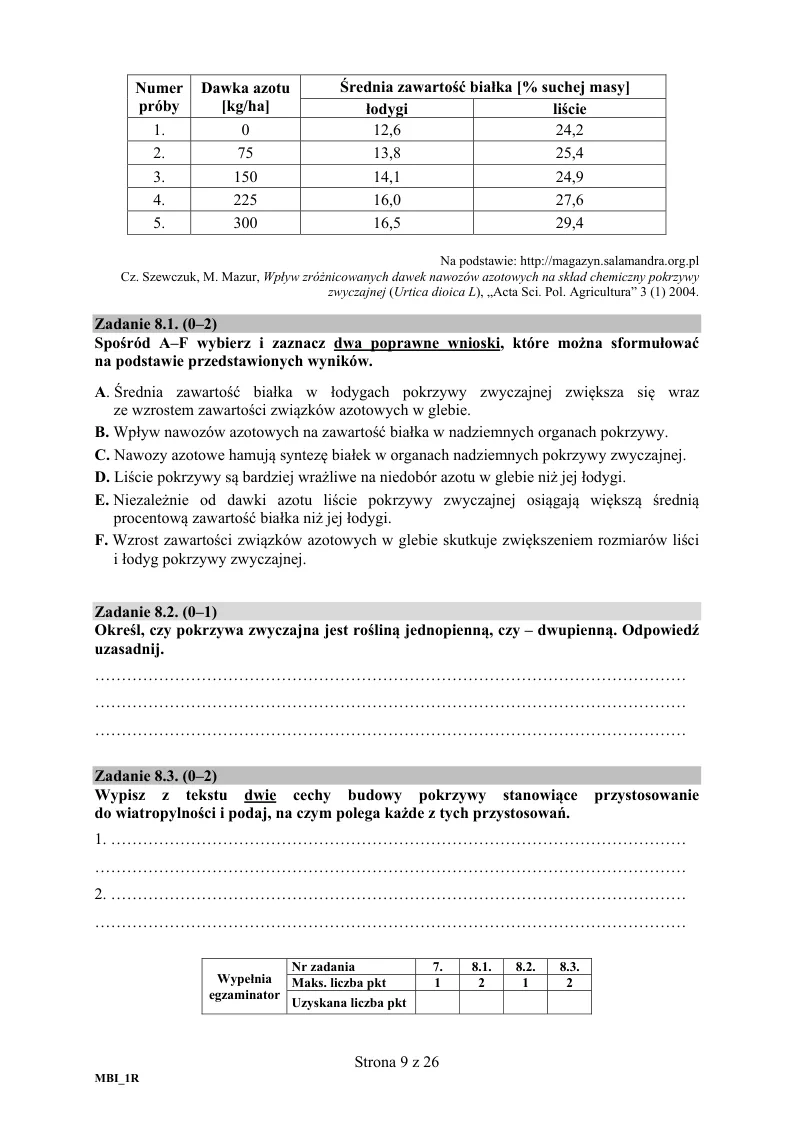 Numer próby Dawka azotu [kg/ha] Średnia zawartość białka [% suchej masy]
łodygi liście
1. 0 12,6 24,2
2. 75 13,8 25,4
3. 150 14,1 24,9
4. 225 16,0 27,6
5. 300 16,5 29,4
Na podstawie: http://magazyn.salamandra.org.pl
Cz. Szewczuk, M. Mazur, Wpływ zróżnicowanych dawek nawozów azotowych na skład chemiczny pokrzywy
zwyczajnej (Urtica dioica L), „Acta Sci. Pol. Agricultura” 3 (1) 2004.
Zadanie 8.1. (0–2)
Spośród A–F wybierz i zaznacz dwa poprawne wnioski, które można sformułować
na podstawie przedstawionych wyników.
A. Średnia zawartość białka w łodygach pokrzywy zwyczajnej zwiększa się wraz
ze wzrostem zawartości związków azotowych w glebie.
B. Wpływ nawozów azotowych na zawartość białka w nadziemnych organach pokrzywy.
C. Nawozy azotowe hamują syntezę białek w organach nadziemnych pokrzywy zwyczajnej.
D. Liście pokrzywy są bardziej wrażliwe na niedobór azotu w glebie niż jej łodygi.
E. Niezależnie od dawki azotu liście pokrzywy zwyczajnej osiągają większą średnią
procentową zawartość białka niż jej łodygi.
F. Wzrost zawartości związków azotowych w glebie skutkuje zwiększeniem rozmiarów liści
i łodyg pokrzywy zwyczajnej.
Zadanie 8.2. (0–1)
Określ, czy pokrzywa zwyczajna jest rośliną jednopienną, czy – dwupienną. Odpowiedź
uzasadnij.
Zadanie 8.3. (0–2)
Wypisz z tekstu dwie cechy budowy pokrzywy stanowiące przystosowanie
do wiatropylności i podaj, na czym polega każde z tych przystosowań.
1. ……………………………………………………………………………………………
2. ……………………………………………………………………………………………
Wypełnia egzaminator
Nr zadania 7. 8.1. 8.2. 8.3.
Maks. liczba pkt 1 2 1 2
Uzyskana liczba pkt
Strona 9 z 26
MBI_1R